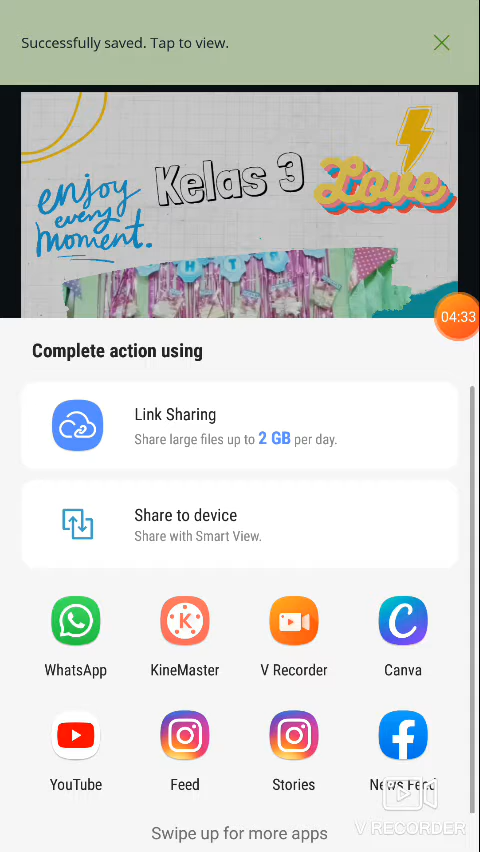 Successfully saved. Tap to view.
enjoy
every
moment.
Kelas 3
Love
04:33
Complete action using
Link Sharing
Share large files up to 2 GB per day.
Share to device
Share with Smart View.
WhatsApp
KineMaster
V Recorder
Canva
YouTube
Feed
Stories
News Feed
V RECORDER
Swipe up for more apps